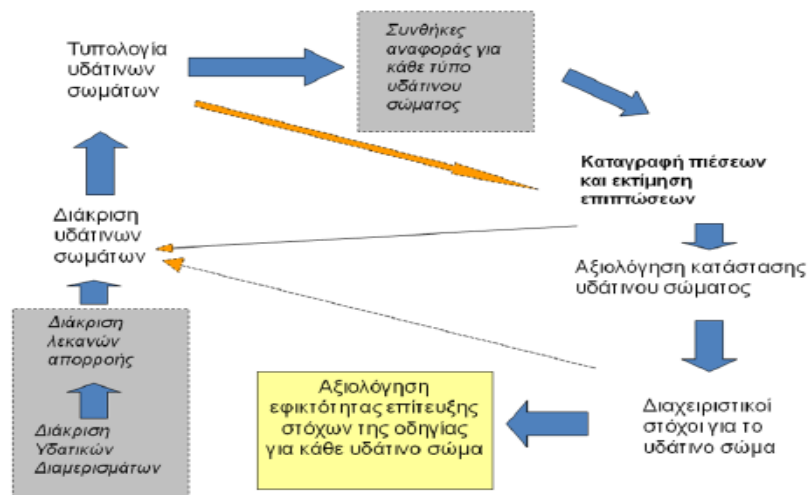 Τυπολογία
υδάτινων
σωμάτων
Συνθήκες
αναφοράς για
κάθε τύπο
υδάτινου
σώματος
Καταγραφή πιέσεων
και εκτίμηση
επιπτώσεων
Διάκριση
υδάτινων
σωμάτων
Αξιολόγηση κατάστασης
υδάτινου σώματος
Διάκριση
λεκανών
απορροής
Διάκριση
Υδατικών
Διαμερισμάτων
Αξιολόγηση
εφικτότητας επίτευξης
στόχων της οδηγίας
για κάθε υδάτινο σώμα
Διαχειριστικοί
στόχοι για το
υδάτινο σώμα